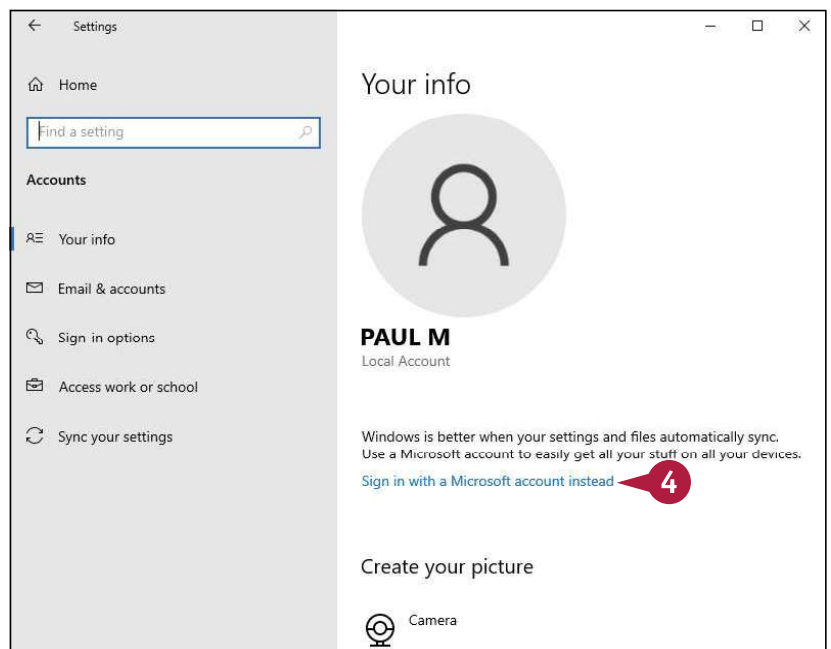 Settings
Home
Find a setting
Accounts
Your info
Email & accounts
Sign in options
Access work or school
Sync your settings
Your info
PAUL M
Local Account
Windows is better when your settings and files automatically sync.
Use a Microsoft account to easily get all your stuff on all your devices.
Sign in with a Microsoft account instead
4
Create your picture
Camera